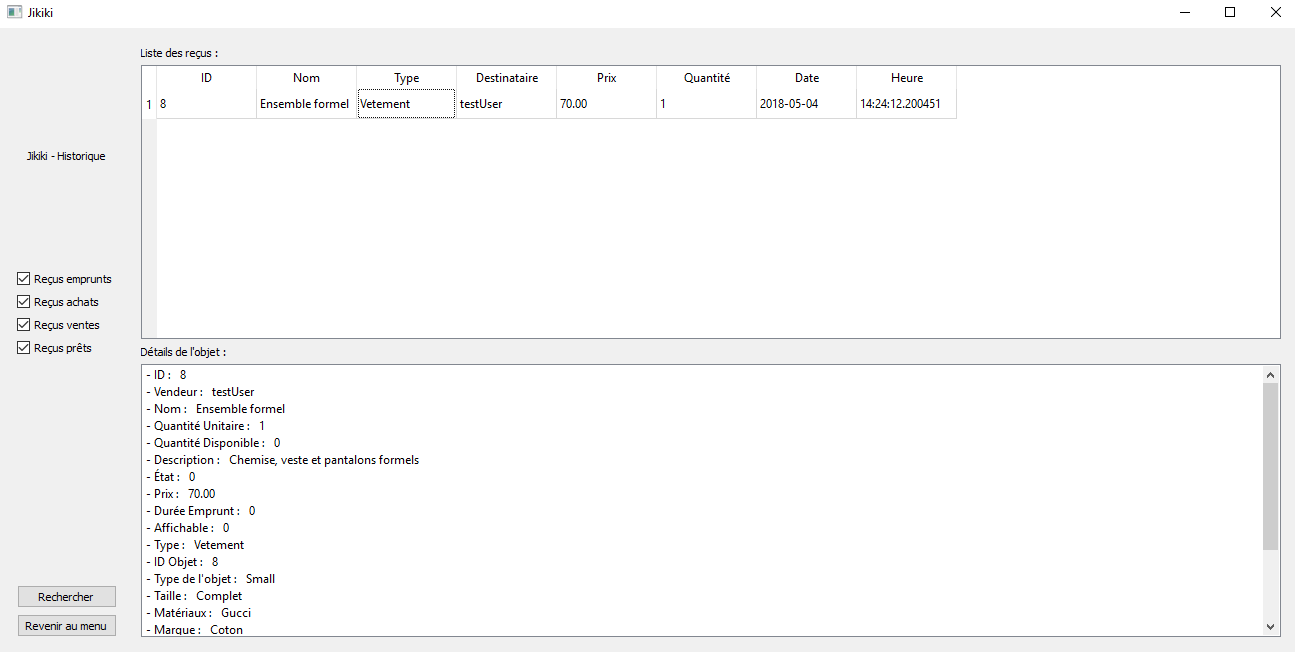 Jikiki
Liste des reçus :
ID Nom Type Destinataire Prix Quantité Date Heure
1 8 Ensemble formel Vetement testUser 70.00 1 2018-05-04 14:24:12.200451
Jikiki - Historique
Reçus emprunts
Reçus achats
Reçus ventes
Reçus prêts
Détails de l'objet :
- ID : 8
- Vendeur : testUser
- Nom : Ensemble formel
- Quantité Unitaire : 1
- Quantité Disponible : 0
- Description : Chemise, veste et pantalons formels
- État : 0
- Prix : 70.00
- Durée Emprunt : 0
- Affichable : 0
- Type : Vetement
- ID Objet : 8
- Type de l'objet : Small
- Taille : Complet
- Matériaux : Gucci
- Marque : Coton
Rechercher
Revenir au menu